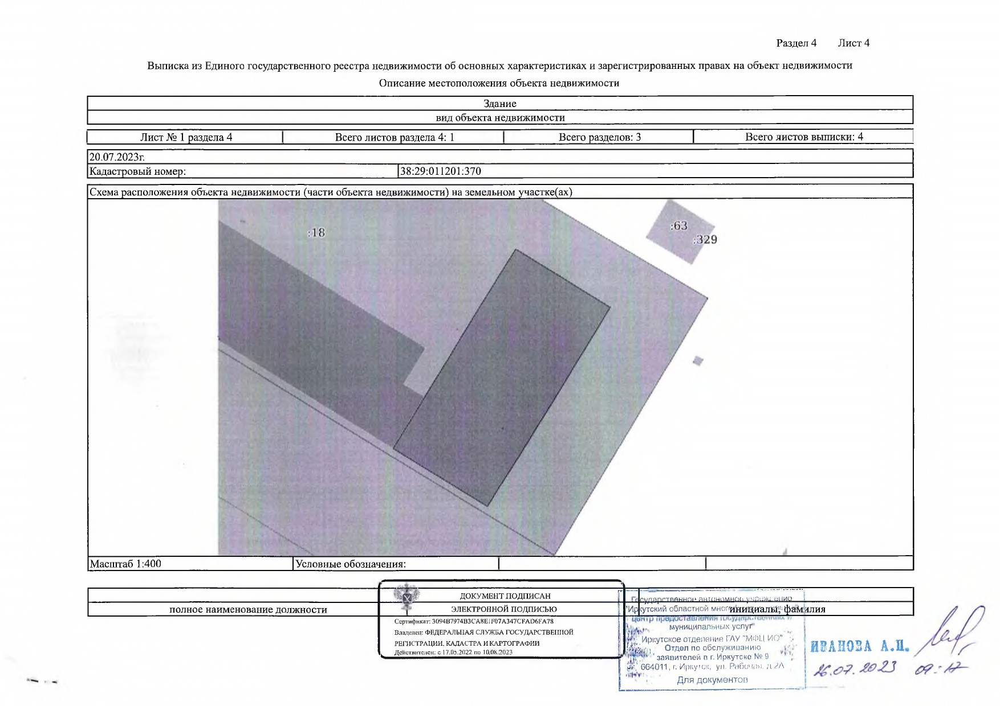 Раздел 4 Лист 4
Выписка из Единого государственного реестра недвижимости об основных характеристиках и зарегистрированных правах на объект недвижимости
Описание местоположения объекта недвижимости
Здание
вид объекта недвижимости
Лист № 1 раздела 4 Всего листов раздела 4: 1 Всего разделов: 3 Всего листов выписки: 4
20.07.2023г.
Кадастровый номер: 38:29:011201:370
Схема расположения объекта недвижимости (части объекта недвижимости) на земельном участке(ах)
:63
:18
:329
Масштаб 1:400 Условные обозначения:
ДОКУМЕНТ ПОДПИСАН
ЭЛЕКТРОННОЙ ПОДПИСЬЮ
полное наименование должности
инициалы, фамилия
Сертификат: 3094B7974B3CA8E1F07A347CFAD6FA78
Владелец: ФЕДЕРАЛЬНАЯ СЛУЖБА ГОСУДАРСТВЕННОЙ
РЕГИСТРАЦИИ, КАДАСТРА И КАРТОГРАФИИ
Действителен: с 17.05.2022 по 10.08.2023
Государственное автономное учреждение
"Иркутский областной
центр предоставления государственных и
муниципальных услуг"
Иркутское отделение ГАУ "МФЦ ИО"
Отдел по обслуживанию
заявителей в г. Иркутске № 9
664011, г. Иркутск, ул. Рабочая, д.2А
Для документов
ИВАНОВА А.П.
26.07.2023 09:17